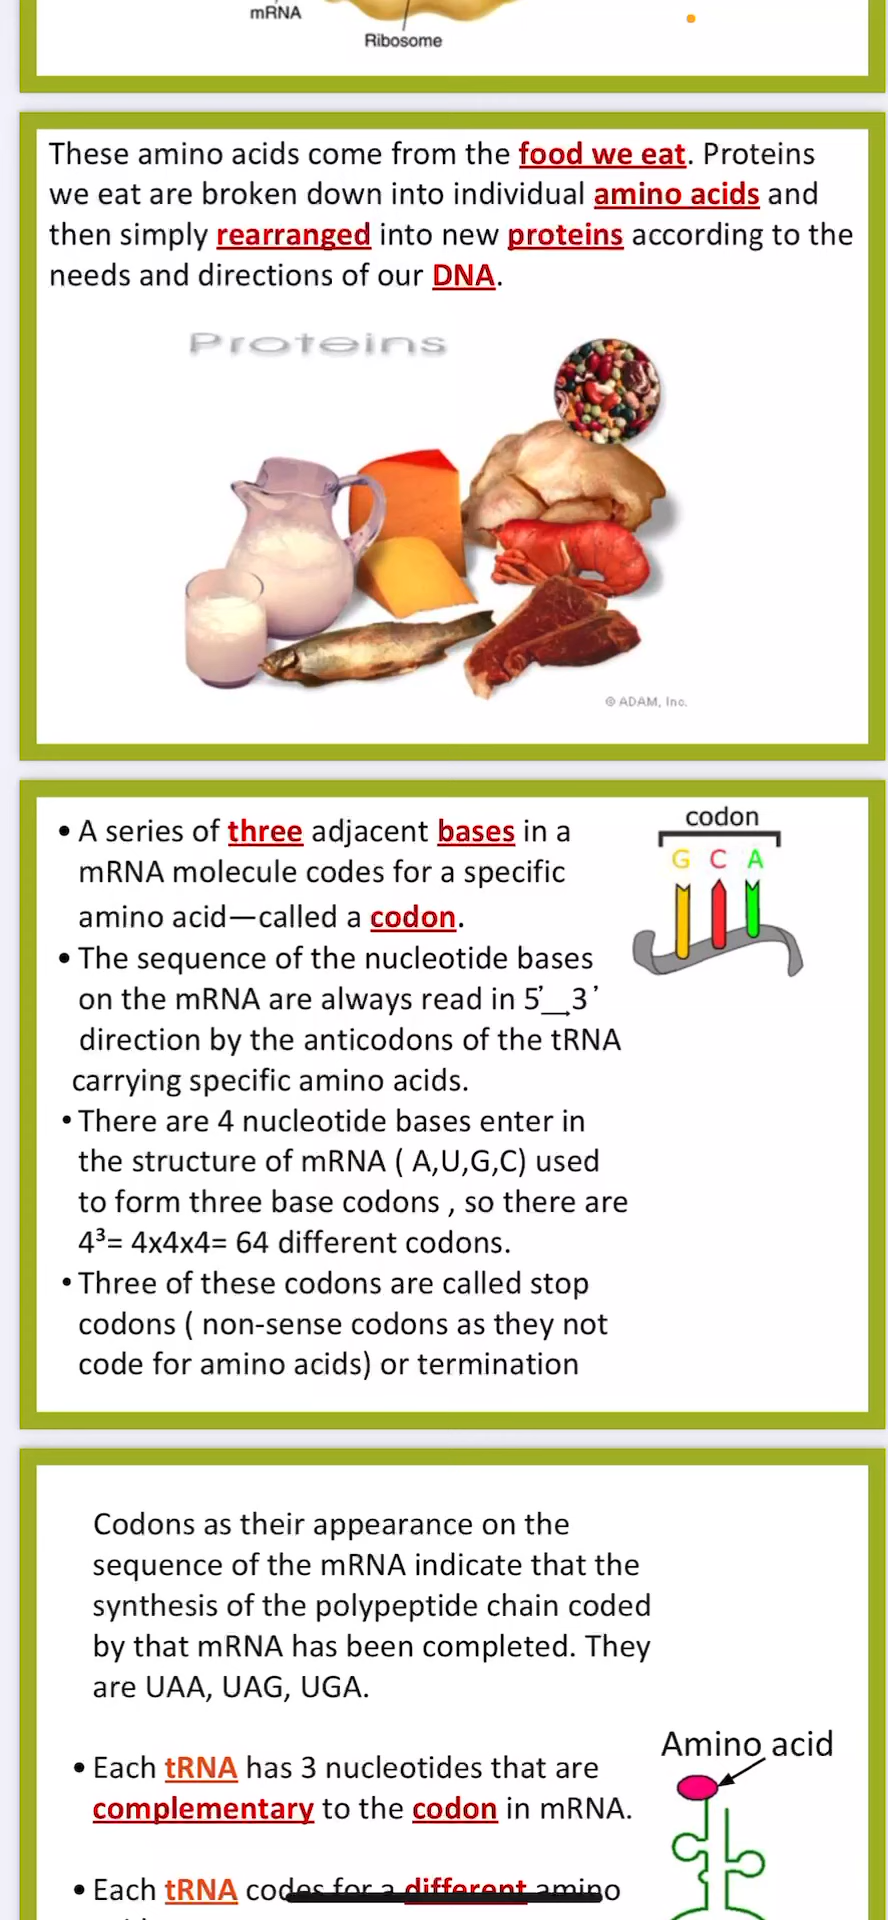 mRNA
Ribosome
These amino acids come from the food we eat. Proteins
we eat are broken down into individual amino acids and
then simply rearranged into new proteins according to the
needs and directions of our DNA.
Proteins
© ADAM, Inc.
codon
G C A
• A series of three adjacent bases in a
mRNA molecule codes for a specific
amino acid—called a codon.
• The sequence of the nucleotide bases
on the mRNA are always read in 5'→3'
direction by the anticodons of the tRNA
carrying specific amino acids.
• There are 4 nucleotide bases enter in
the structure of mRNA ( A,U,G,C) used
to form three base codons , so there are
4³= 4x4x4= 64 different codons.
• Three of these codons are called stop
codons ( non-sense codons as they not
code for amino acids) or termination
Codons as their appearance on the
sequence of the mRNA indicate that the
synthesis of the polypeptide chain coded
by that mRNA has been completed. They
are UAA, UAG, UGA.
Amino acid
• Each tRNA has 3 nucleotides that are
complementary to the codon in mRNA.
• Each tRNA codes for a different amino